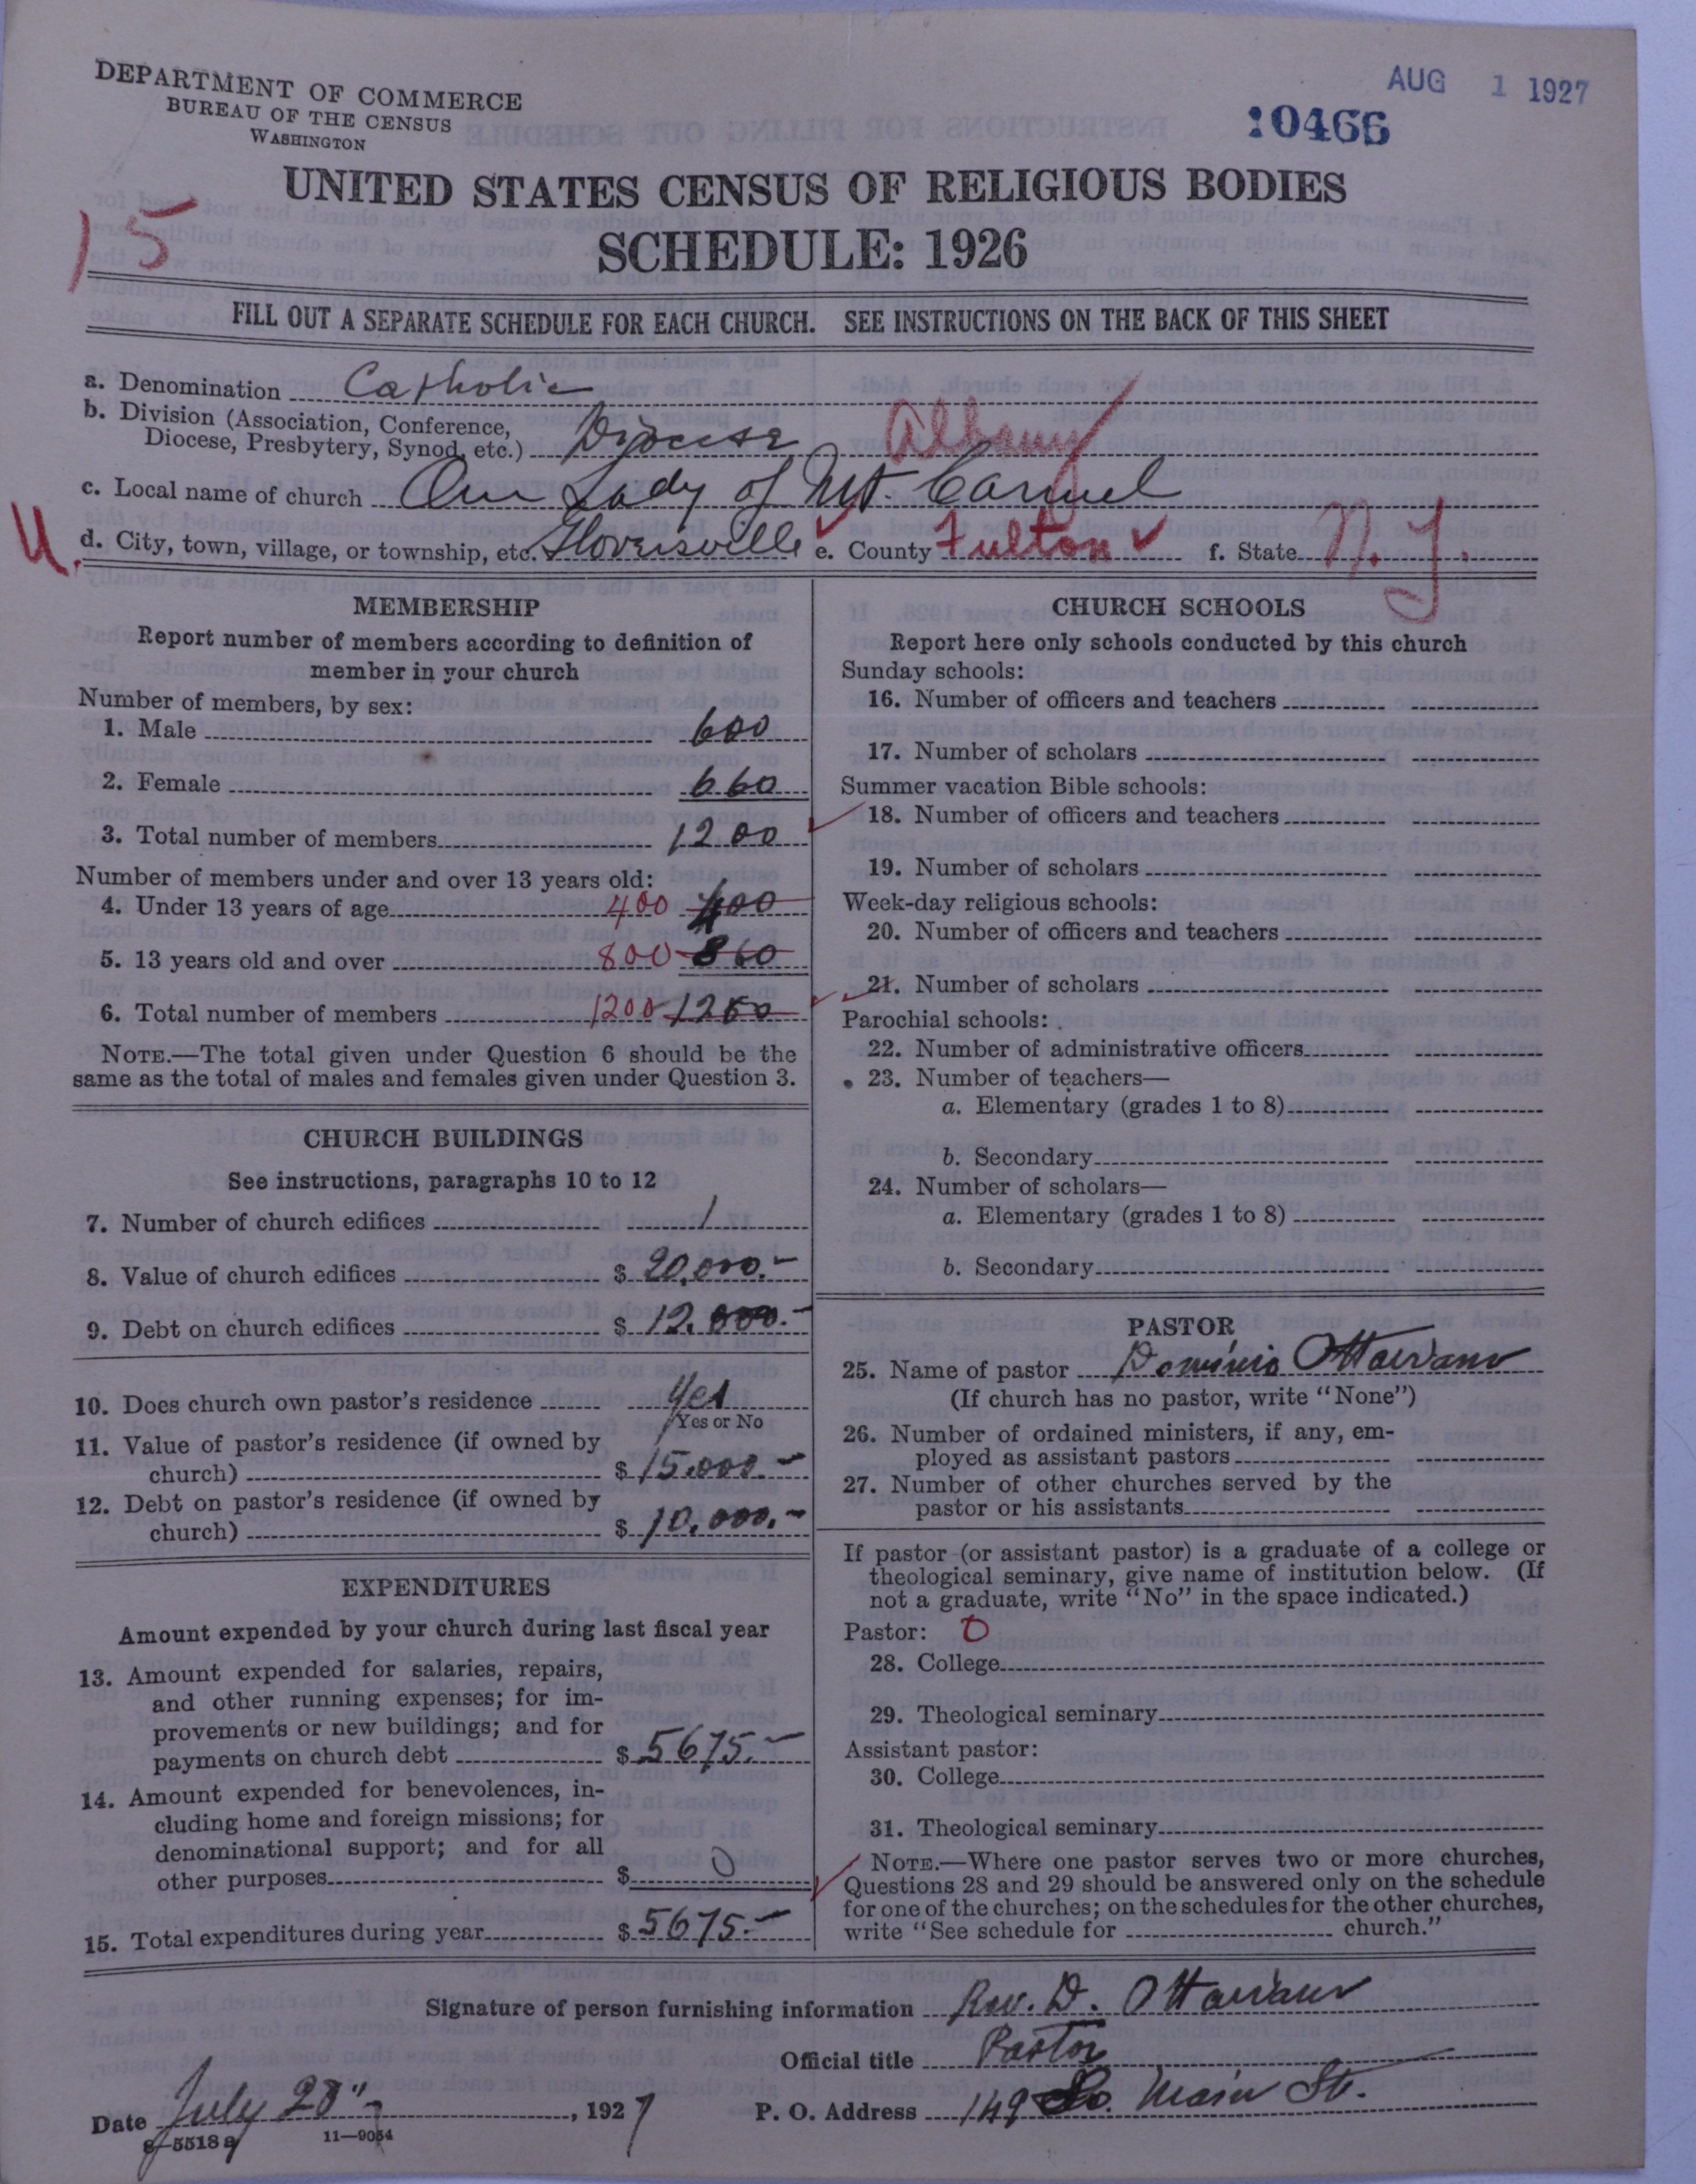 DEPARTMENT OF COMMERCE
BUREAU OF THE CENSUS
WASHINGTON
AUG 1 1927
10466
UNITED STATES CENSUS OF RELIGIOUS BODIES
15
SCHEDULE: 1926
FILL OUT A SEPARATE SCHEDULE FOR EACH CHURCH. SEE INSTRUCTIONS ON THE BACK OF THIS SHEET
a. Denomination Catholic
b. Division (Association, Conference,
Diocese, Presbytery, Synod, etc.) Diocese Albany
c. Local name of church Our Lady of Mt. Carmel
U. d. City, town, village, or township, etc. Gloversville e. County Fulton f. State N.Y.
MEMBERSHIP
Report number of members according to definition of
member in your church
Number of members, by sex:
1. Male 600
2. Female 660
3. Total number of members 1200
Number of members under and over 13 years old:
4. Under 13 years of age 400 400
5. 13 years old and over 800 860
6. Total number of members 1200 1260
NOTE.—The total given under Question 6 should be the
same as the total of males and females given under Question 3.
CHURCH BUILDINGS
See instructions, paragraphs 10 to 12
7. Number of church edifices 1
8. Value of church edifices $ 20,000.-
9. Debt on church edifices $ 12.000.-
10. Does church own pastor's residence Yes
Yes or No
11. Value of pastor's residence (if owned by
church) $ 15.000.-
12. Debt on pastor's residence (if owned by
church) $ 10.000.-
EXPENDITURES
Amount expended by your church during last fiscal year
13. Amount expended for salaries, repairs,
and other running expenses; for im-
provements or new buildings; and for
payments on church debt $ 5675.-
14. Amount expended for benevolences, in-
cluding home and foreign missions; for
denominational support; and for all
other purposes $ 0
15. Total expenditures during year $ 5675.-
CHURCH SCHOOLS
Report here only schools conducted by this church
Sunday schools:
16. Number of officers and teachers
17. Number of scholars
Summer vacation Bible schools:
18. Number of officers and teachers
19. Number of scholars
Week-day religious schools:
20. Number of officers and teachers
21. Number of scholars
Parochial schools:
22. Number of administrative officers
23. Number of teachers—
a. Elementary (grades 1 to 8)
b. Secondary
24. Number of scholars—
a. Elementary (grades 1 to 8)
b. Secondary
PASTOR
25. Name of pastor Ottaviano
(If church has no pastor, write "None")
26. Number of ordained ministers, if any, em-
ployed as assistant pastors
27. Number of other churches served by the
pastor or his assistants
If pastor (or assistant pastor) is a graduate of a college or
theological seminary, give name of institution below. (If
not a graduate, write "No" in the space indicated.)
Pastor: 0
28. College
29. Theological seminary
Assistant pastor:
30. College
31. Theological seminary
NOTE.—Where one pastor serves two or more churches,
Questions 28 and 29 should be answered only on the schedule
for one of the churches; on the schedules for the other churches,
write "See schedule for church."
Signature of person furnishing information Rev. D. Ottaviano
Official title Pastor
Date July 28", 1927
P. O. Address 149 So. Main St.
8—5518 a 11—9054